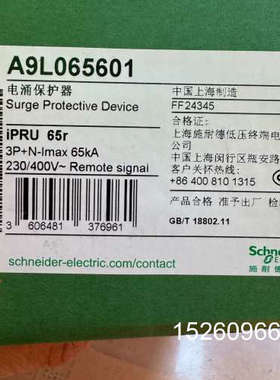 A9L065601
电涌保护器
Surge Protective Device
iPRU 65r
3P+N-Imax 65kA
230/400V~ Remote signal
3 606481 376961
schneider-electric.com/contact
中国上海制造
FF24345
合格证:
上海施耐德低压终端电
中国上海闵行区瓶安路
客户关怀热线:
+86 400 810 1315
产品合格 准予出厂 检
GB/T 18802.11
Schne
施耐德
15260966